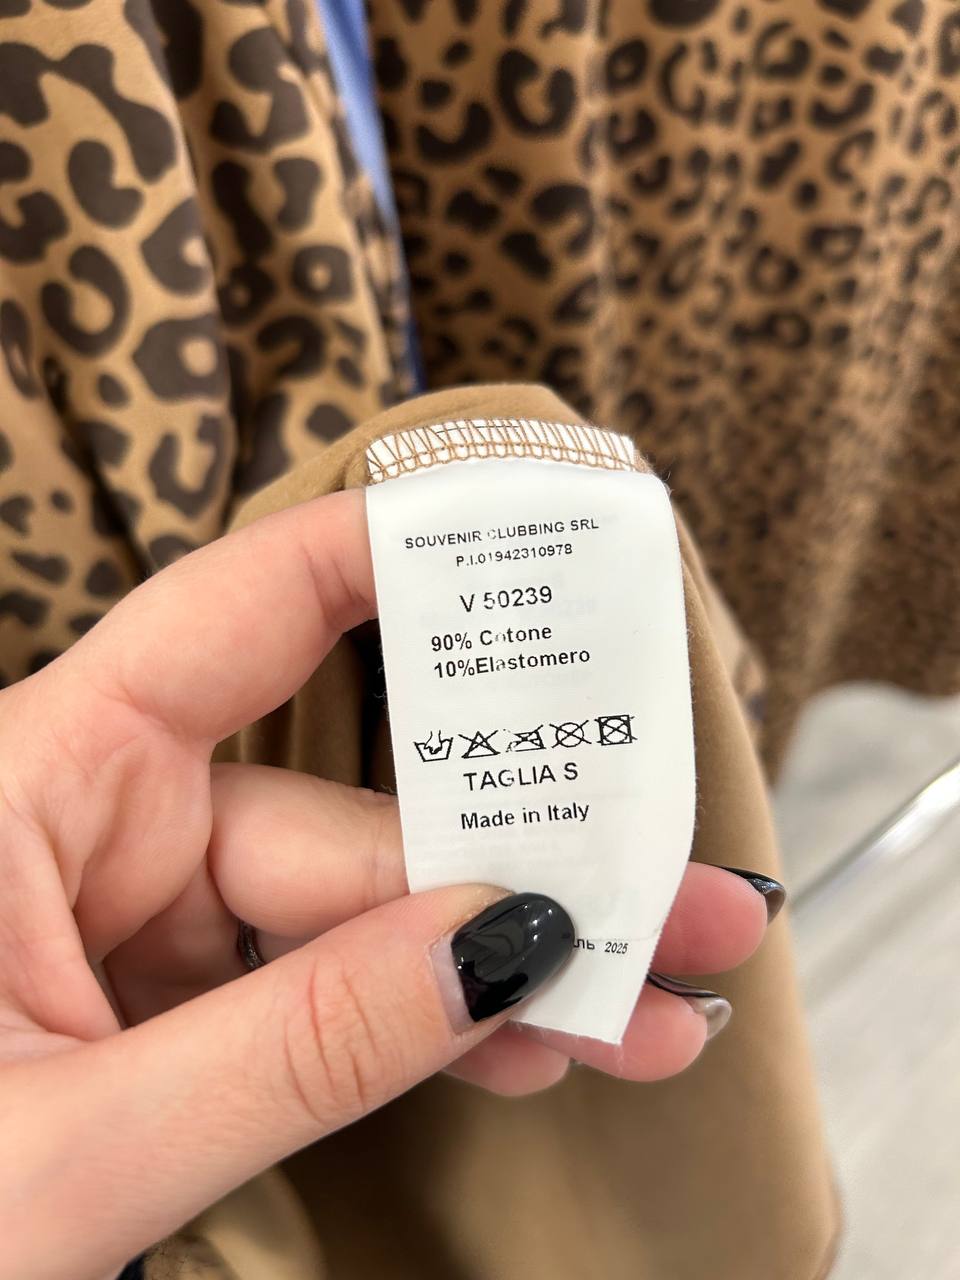 SOUVENIR CLUBBING SRL
P.I.01942310978
V 50239
90% Cotone
10%Elastomero
TAGLIA S
Made in Italy
2025